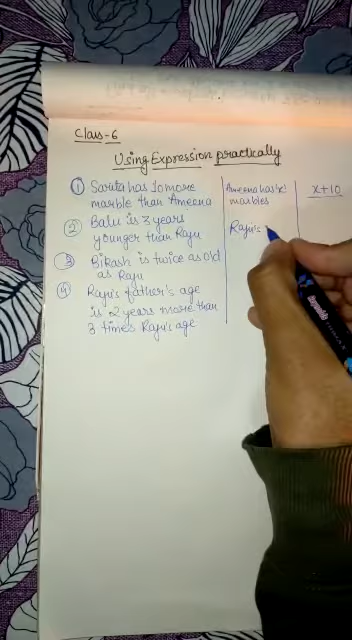 Class-6
Using Expression practically
① Sarita has 10 more
marble than Ameena
Ameena has 'x'
marbles
x+10
② Balu is 3 years
younger than Raju
Raju's
③ Bikash is twice as old
as Raju
④ Raju's father's age
is 2 years more than
3 times Raju's age